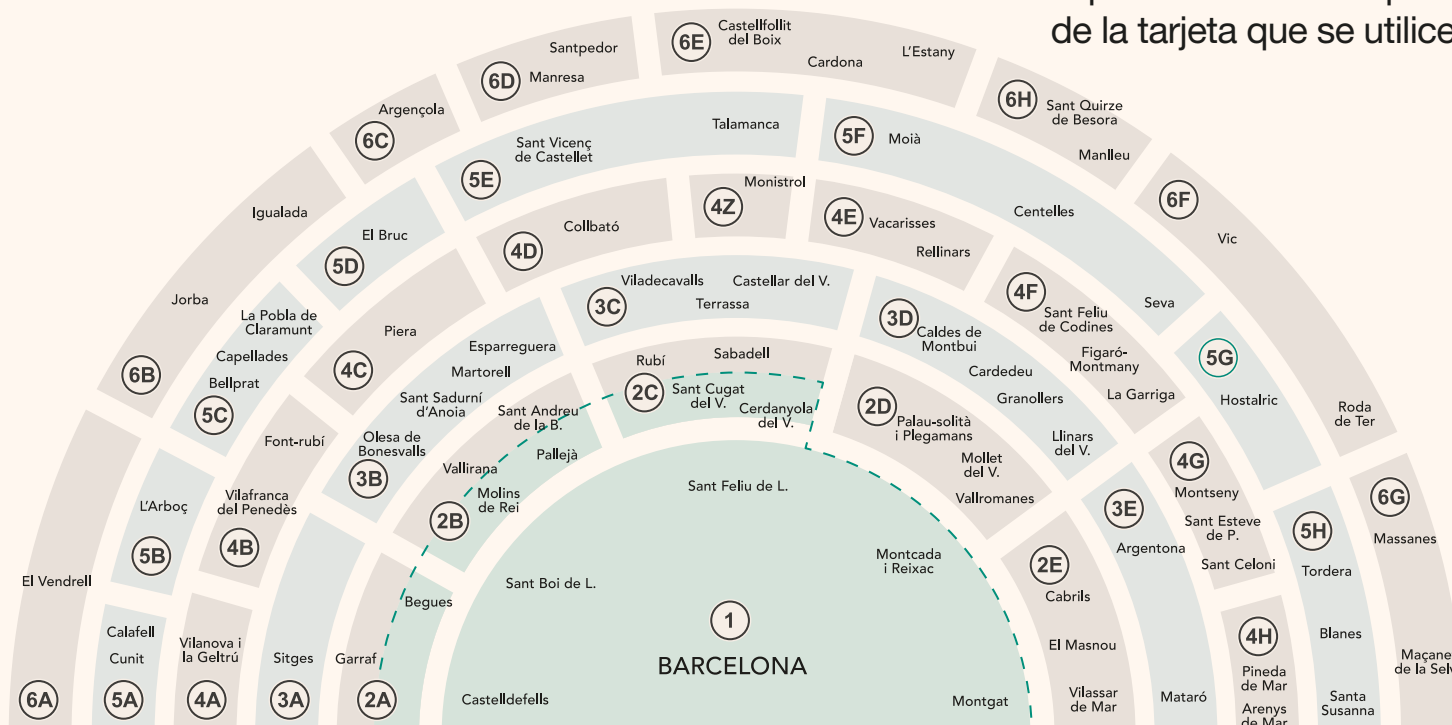 de la tarjeta que se utilice
6E
Castellfollit
del Boix
Cardona
L'Estany
6D
Santpedor
Manresa
6C
Argençola
6H
Sant Quirze
de Besora
Manlleu
6F
Vic
Roda
de Ter
Igualada
Jorba
6B
5E
Sant Vicenç
de Castellet
Talamanca
5F
Moià
Centelles
Seva
5D
El Bruc
La Pobla de
Claramunt
Capellades
Bellprat
5C
5G
Hostalric
4D
Collbató
4Z
Monistrol
4E
Vacarisses
Rellinars
4F
Sant Feliu
de Codines
Figaró-
Montmany
La Garriga
4C
Piera
Font-rubí
3C
Viladecavalls
Castellar del V.
Terrassa
3D
Caldes de
Montbui
Cardedeu
Granollers
Llinars
del V.
Esparreguera
Martorell
Sant Sadurní
d'Anoia
Olesa de
Bonesvalls
3B
2C
Rubí
Sabadell
Sant Cugat
del V.
Cerdanyola
del V.
2D
Palau-solità
i Plegamans
Mollet
del V.
Vallromanes
Sant Andreu
de la B.
Pallejà
Vallirana
Molins
de Rei
2B
4G
Montseny
Sant Esteve
de P.
Sant Celoni
3E
Argentona
Mataró
6G
Massanes
5H
Tordera
Blanes
Santa
Susanna
L'Arboç
5B
Vilafranca
del Penedès
4B
El Vendrell
6A
Calafell
Cunit
5A
Vilanova i
la Geltrú
4A
Sitges
3A
Begues
Garraf
2A
Sant Feliu de L.
Montcada
i Reixac
Sant Boi de L.
1
BARCELONA
Castelldefells
Montgat
2E
Cabrils
El Masnou
Vilassar
de Mar
4H
Pineda
de Mar
Arenys
de Mar